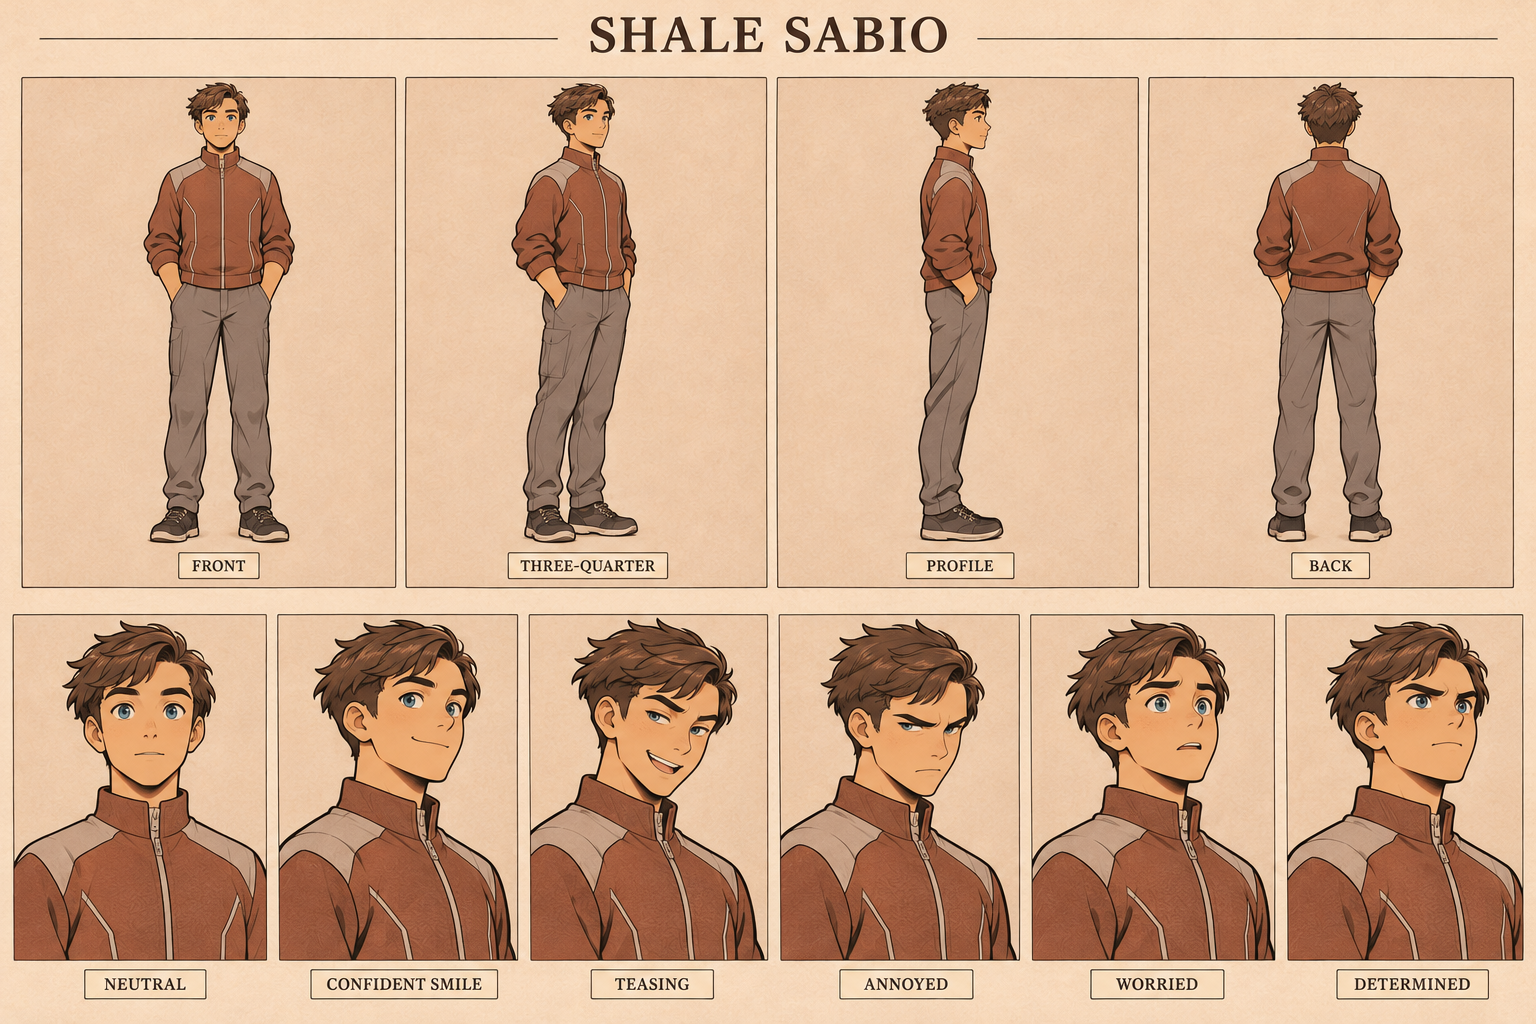 SHALE SABIO
FRONT
THREE-QUARTER
PROFILE
BACK
NEUTRAL
CONFIDENT SMILE
TEASING
ANNOYED
WORRIED
DETERMINED